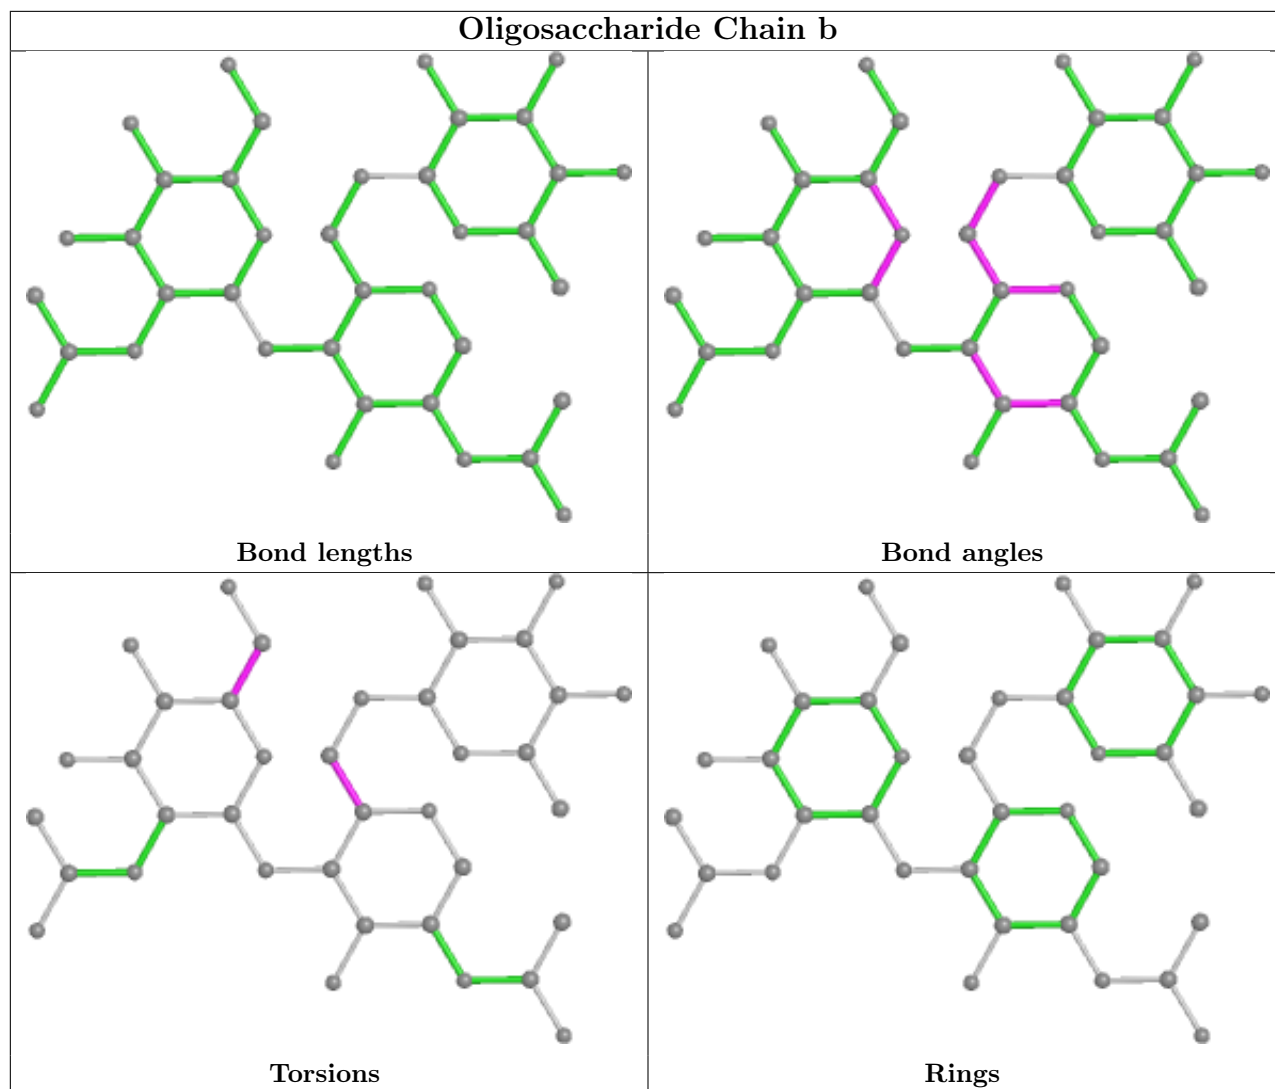 Oligosaccharide Chain b
Bond lengths
Bond angles
Torsions
Rings